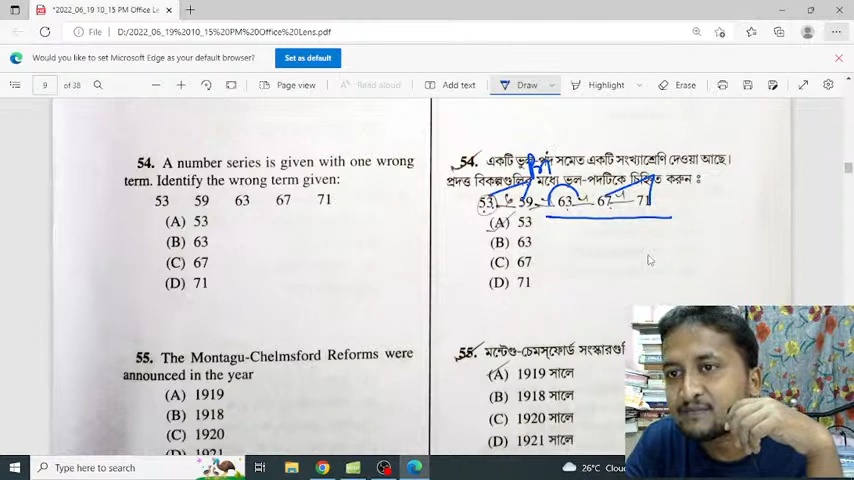 *2022_06_19 10_15 PM Office L
File
D:/2022_06_19%2010_15%20PM%20Office%20Lens.pdf
Would you like to set Microsoft Edge as your default browser?
Set as default
9
of 38
Page view
Read aloud
Add text
Draw
Highlight
Erase
54. A number series is given with one wrong
term. Identify the wrong term given:
53 59 63 67 71
(A) 53
(B) 63
(C) 67
(D) 71
55. The Montagu-Chelmsford Reforms were
announced in the year
(A) 1919
(B) 1918
(C) 1920
(D) 1921
54. একটি ভুল পদ সমেত একটি সংখ্যাশ্রেণি দেওয়া আছে।
প্রদত্ত বিকল্পগুলির মধ্যে ভুল-পদটিকে চিহ্নিত করুন :
53 59 63 67 71
(A) 53
(B) 63
(C) 67
(D) 71
55. মন্টেগু-চেমস্‌ফোর্ড সংস্কারগুলি
(A) 1919 সালে
(B) 1918 সালে
(C) 1920 সালে
(D) 1921 সালে
Type here to search
26°C